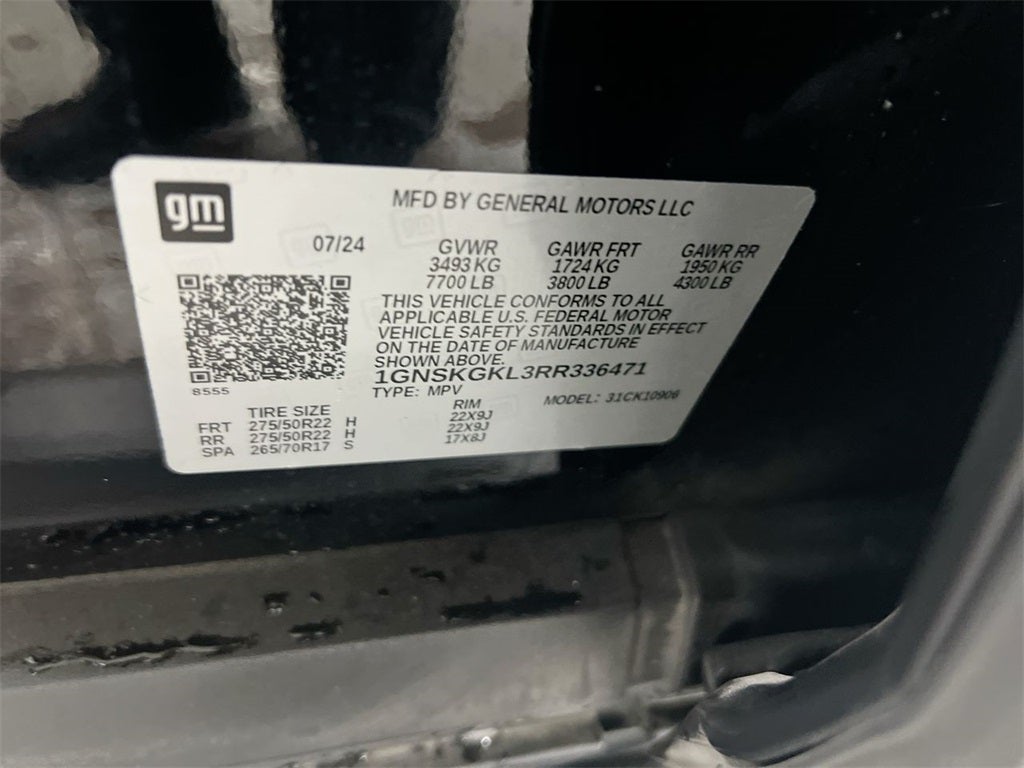 gm
MFD BY GENERAL MOTORS LLC
07/24 GVWR GAWR FRT GAWR RR
3493 KG 1724 KG 1950 KG
7700 LB 3800 LB 4300 LB
THIS VEHICLE CONFORMS TO ALL
APPLICABLE U.S. FEDERAL MOTOR
VEHICLE SAFETY STANDARDS IN EFFECT
ON THE DATE OF MANUFACTURE
SHOWN ABOVE.
1GNSKGKL3RR336471
8555 TYPE: MPV MODEL: 31CK10906
TIRE SIZE RIM
FRT 275/50R22 H 22X9J
RR 275/50R22 H 22X9J
SPA 265/70R17 S 17X8J